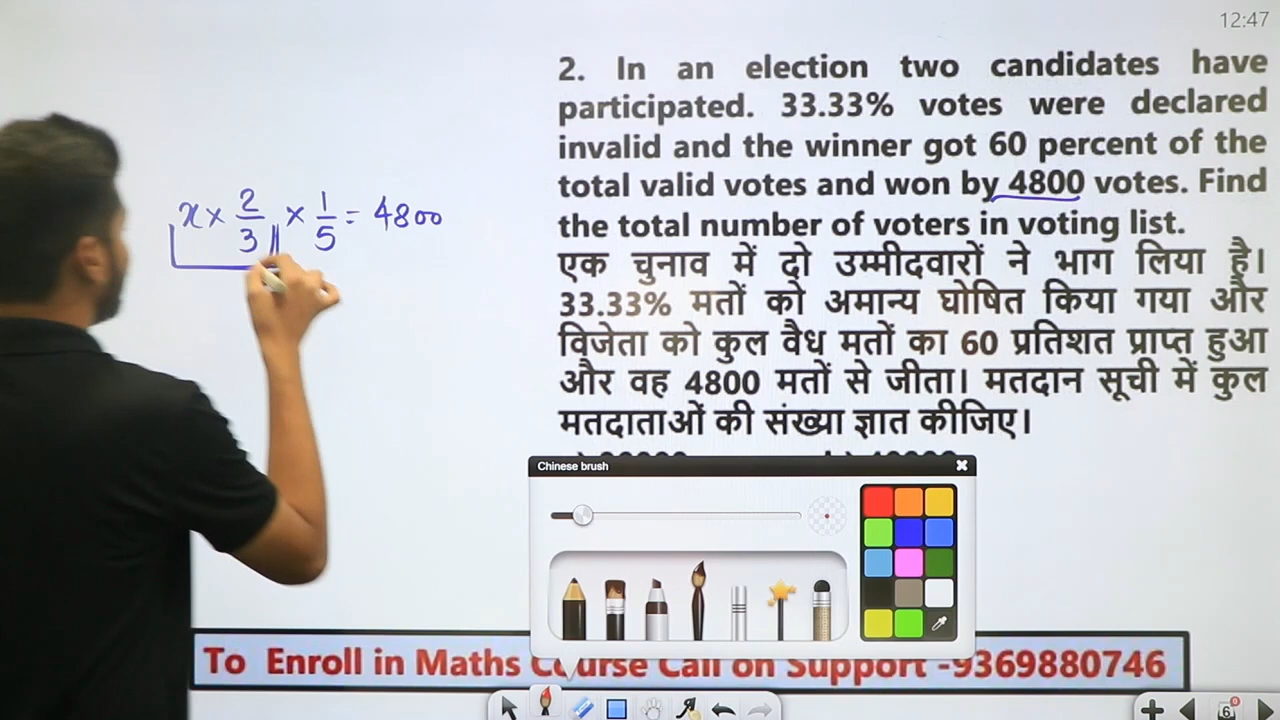 12:47
2. In an election two candidates have
participated. 33.33% votes were declared
invalid and the winner got 60 percent of the
total valid votes and won by 4800 votes. Find
the total number of voters in voting list.
एक चुनाव में दो उम्मीदवारों ने भाग लिया है।
33.33% मतों को अमान्य घोषित किया गया और
विजेता को कुल वैध मतों का 60 प्रतिशत प्राप्त हुआ
और वह 4800 मतों से जीता। मतदान सूची में कुल
मतदाताओं की संख्या ज्ञात कीजिए।
x × 2/3 × 1/5 = 4800
Chinese brush
To Enroll in Maths Course Call on Support -9369880746
6